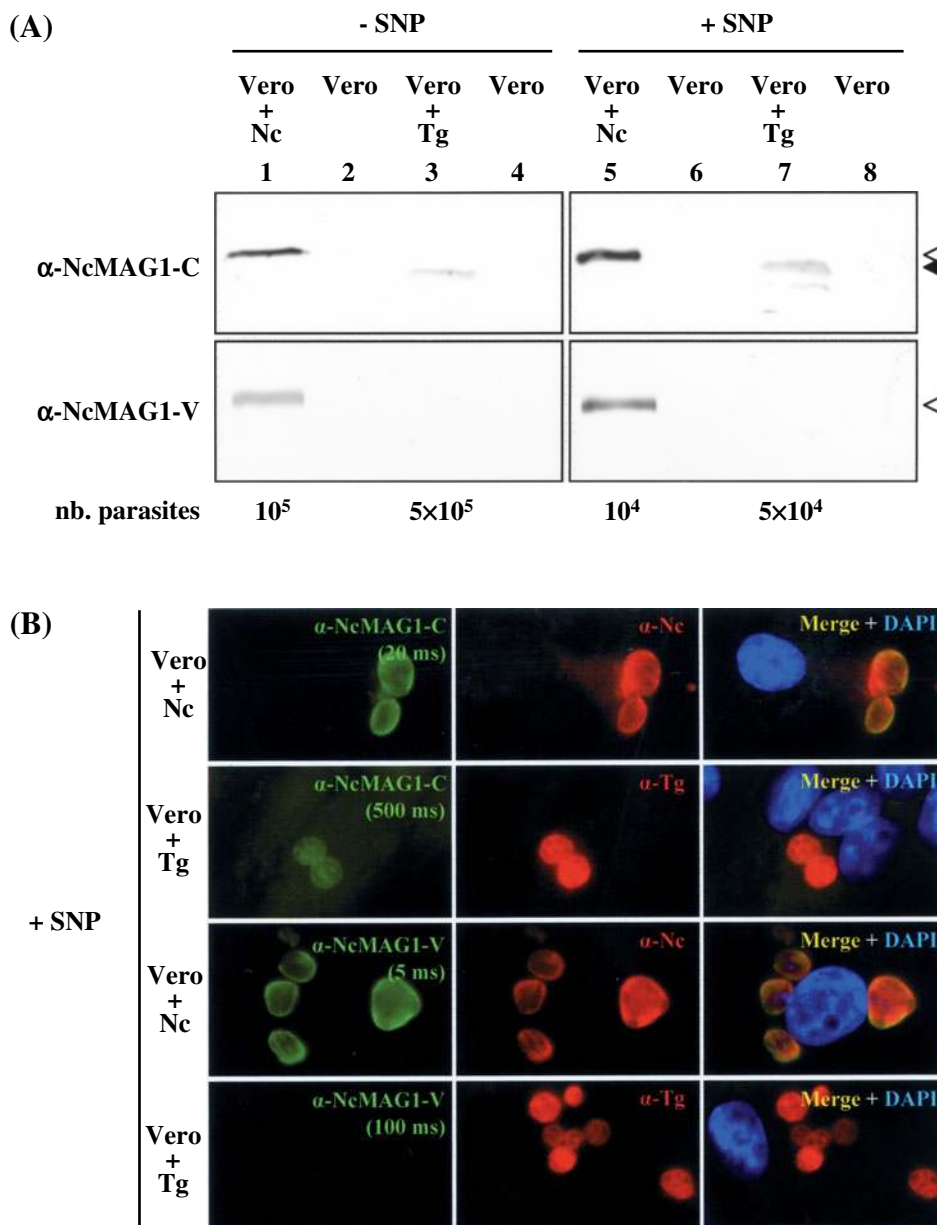 (A)
- SNP
+ SNP
Vero + Nc
Vero
Vero + Tg
Vero
Vero + Nc
Vero
Vero + Tg
Vero
1 2 3 4 5 6 7 8
α-NcMAG1-C
α-NcMAG1-V
nb. parasites 10⁵ 5×10⁵ 10⁴ 5×10⁴
(B)
+ SNP
Vero + Nc
α-NcMAG1-C
(20 ms)
α-Nc
Merge + DAPI
Vero + Tg
α-NcMAG1-C
(500 ms)
α-Tg
Merge + DAPI
Vero + Nc
α-NcMAG1-V
(5 ms)
α-Nc
Merge + DAPI
Vero + Tg
α-NcMAG1-V
(100 ms)
α-Tg
Merge + DAPI